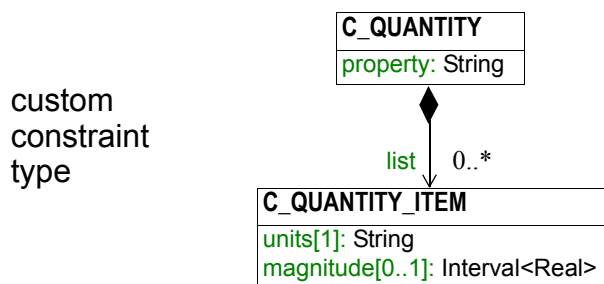 C_QUANTITY
property: String
custom
constraint
type
list 0..*
C_QUANTITY_ITEM
units[1]: String
magnitude[0..1]: Interval<Real>